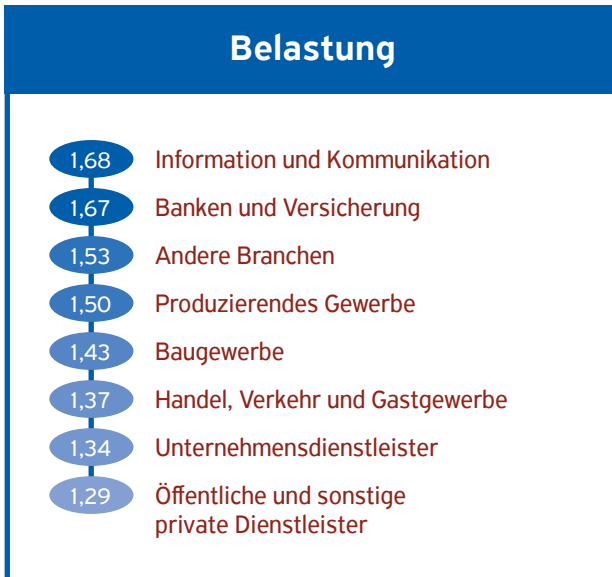 Belastung
1,68 Information und Kommunikation
1,67 Banken und Versicherung
1,53 Andere Branchen
1,50 Produzierendes Gewerbe
1,43 Baugewerbe
1,37 Handel, Verkehr und Gastgewerbe
1,34 Unternehmensdienstleister
1,29 Öffentliche und sonstige
private Dienstleister